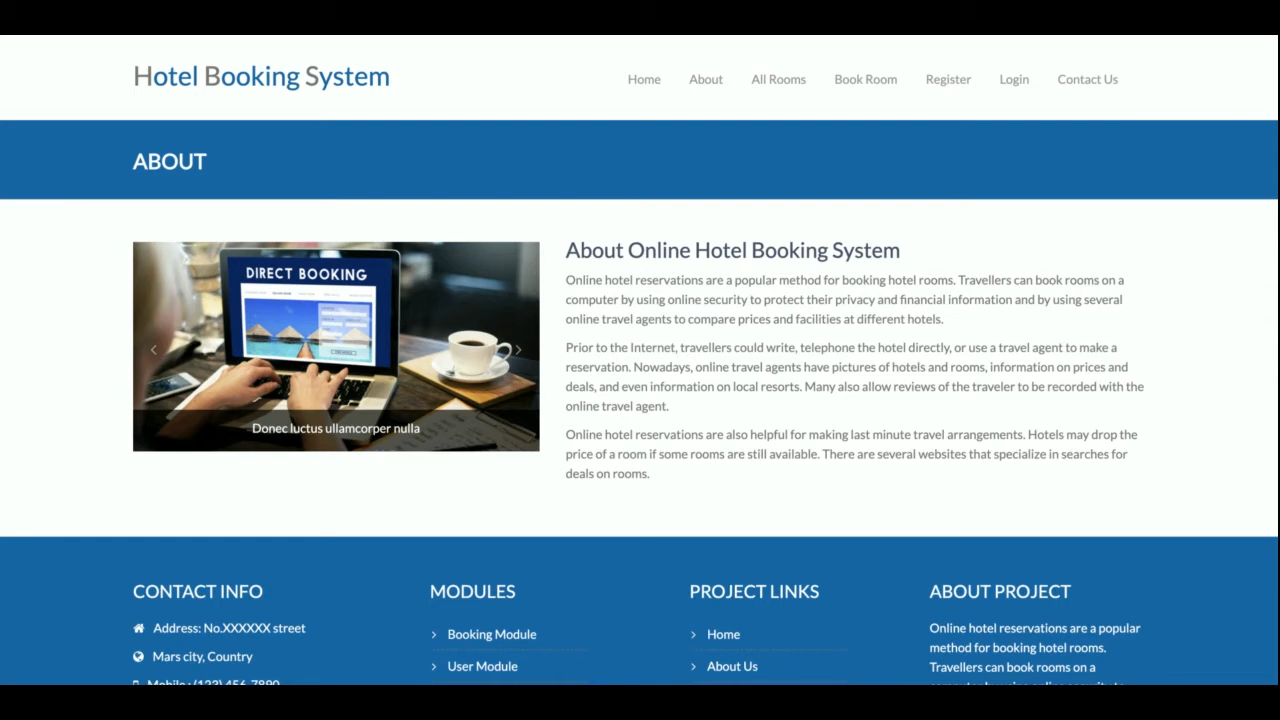 Hotel Booking System
Home About All Rooms Book Room Register Login Contact Us
ABOUT
DIRECT BOOKING
Donec luctus ullamcorper nulla
About Online Hotel Booking System
Online hotel reservations are a popular method for booking hotel rooms. Travellers can book rooms on a
computer by using online security to protect their privacy and financial information and by using several
online travel agents to compare prices and facilities at different hotels.
Prior to the Internet, travellers could write, telephone the hotel directly, or use a travel agent to make a
reservation. Nowadays, online travel agents have pictures of hotels and rooms, information on prices and
deals, and even information on local resorts. Many also allow reviews of the traveler to be recorded with the
online travel agent.
Online hotel reservations are also helpful for making last minute travel arrangements. Hotels may drop the
price of a room if some rooms are still available. There are several websites that specialize in searches for
deals on rooms.
CONTACT INFO
Address: No.XXXXXX street
Mars city, Country
Mobile : (123) 456-7890
MODULES
Booking Module
User Module
PROJECT LINKS
Home
About Us
ABOUT PROJECT
Online hotel reservations are a popular
method for booking hotel rooms.
Travellers can book rooms on a
computer by using online security to